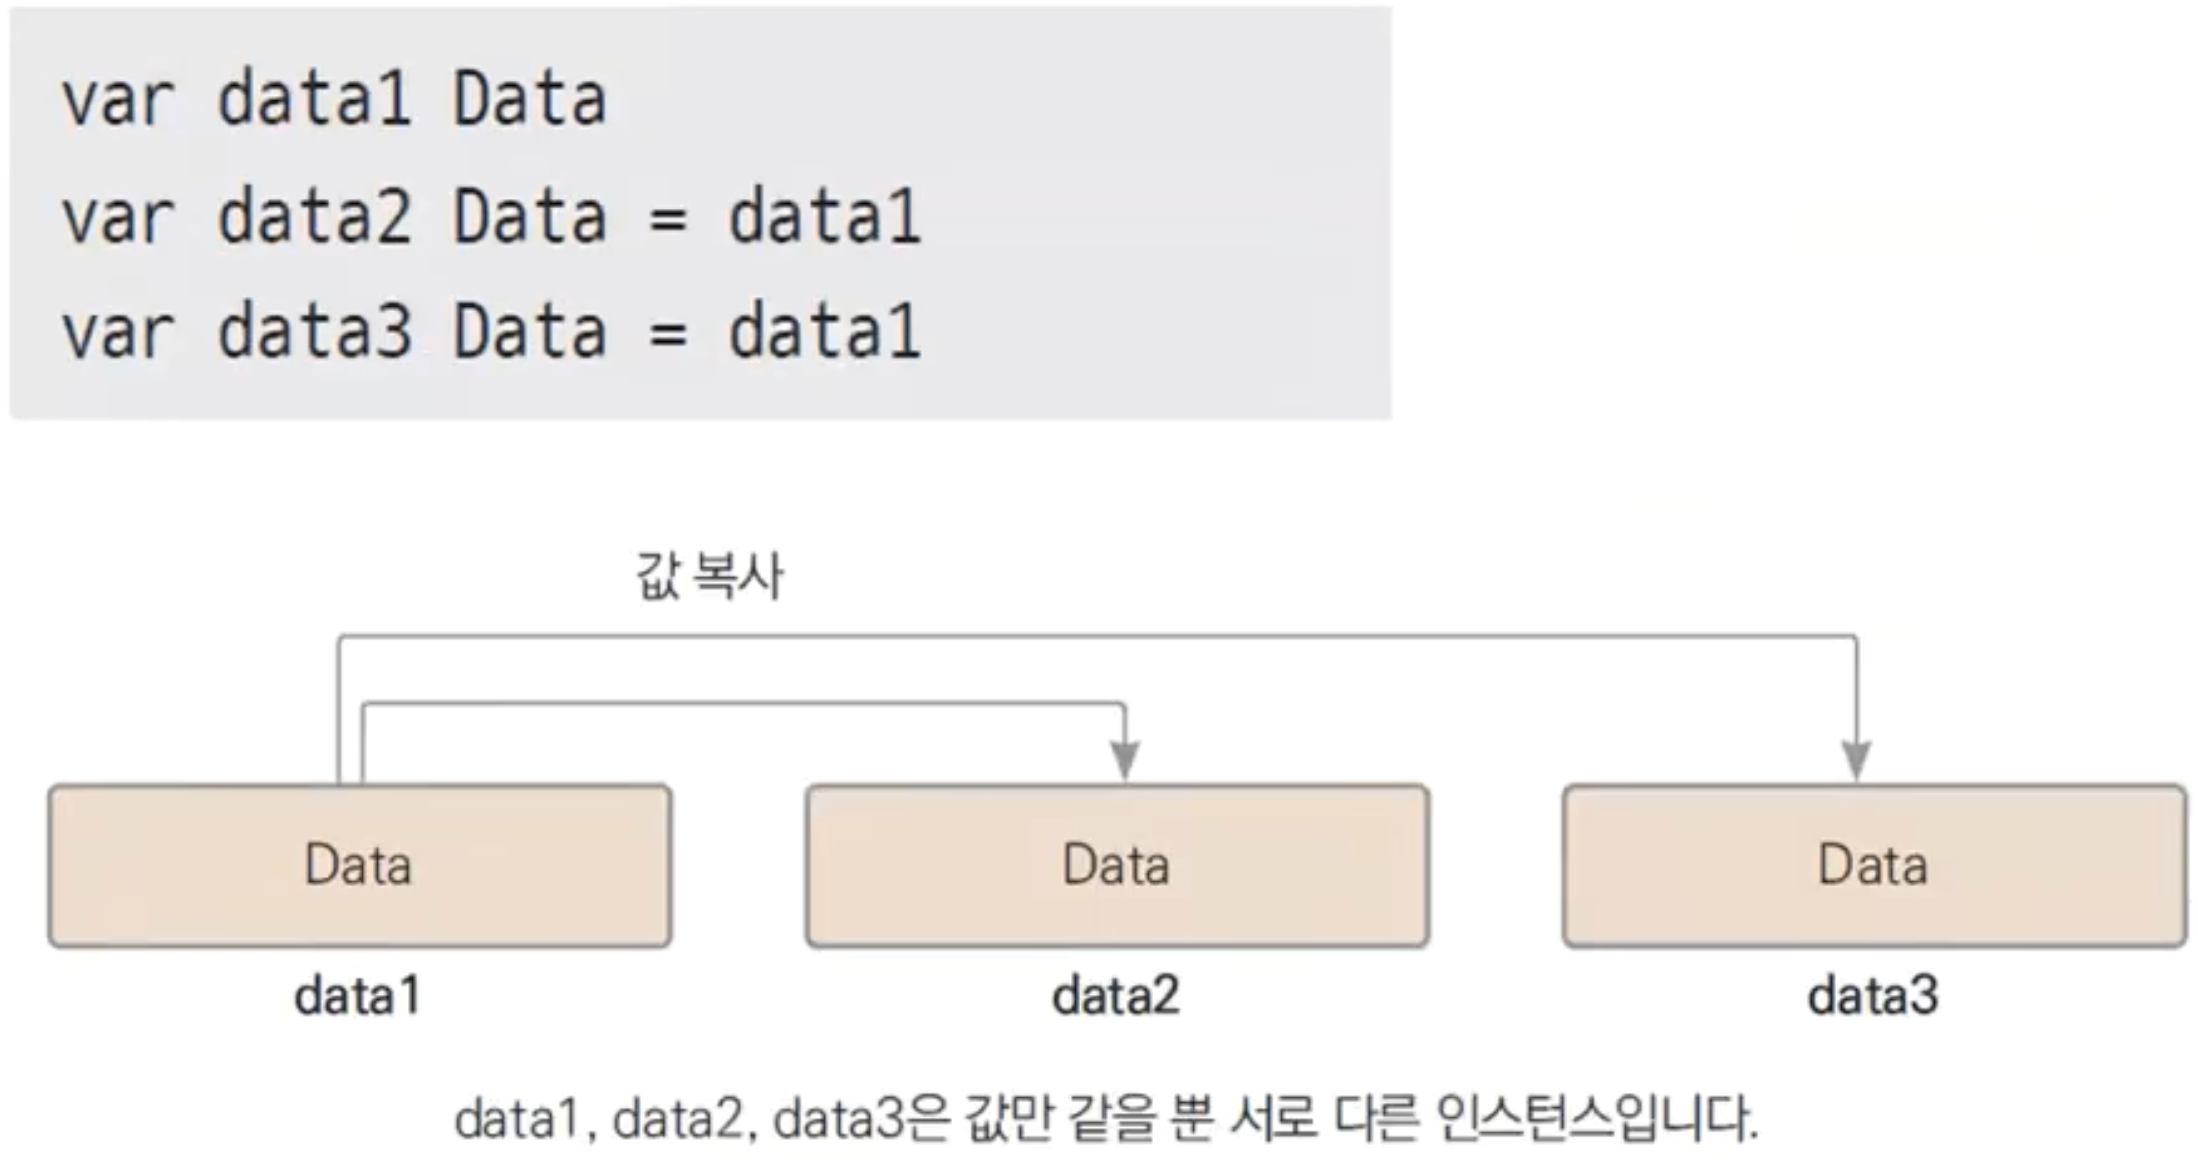 var data1 Data
var data2 Data = data1
var data3 Data = data1
값 복사
Data Data Data
data1 data2 data3
data1, data2, data3은 값만 같을 뿐 서로 다른 인스턴스입니다.